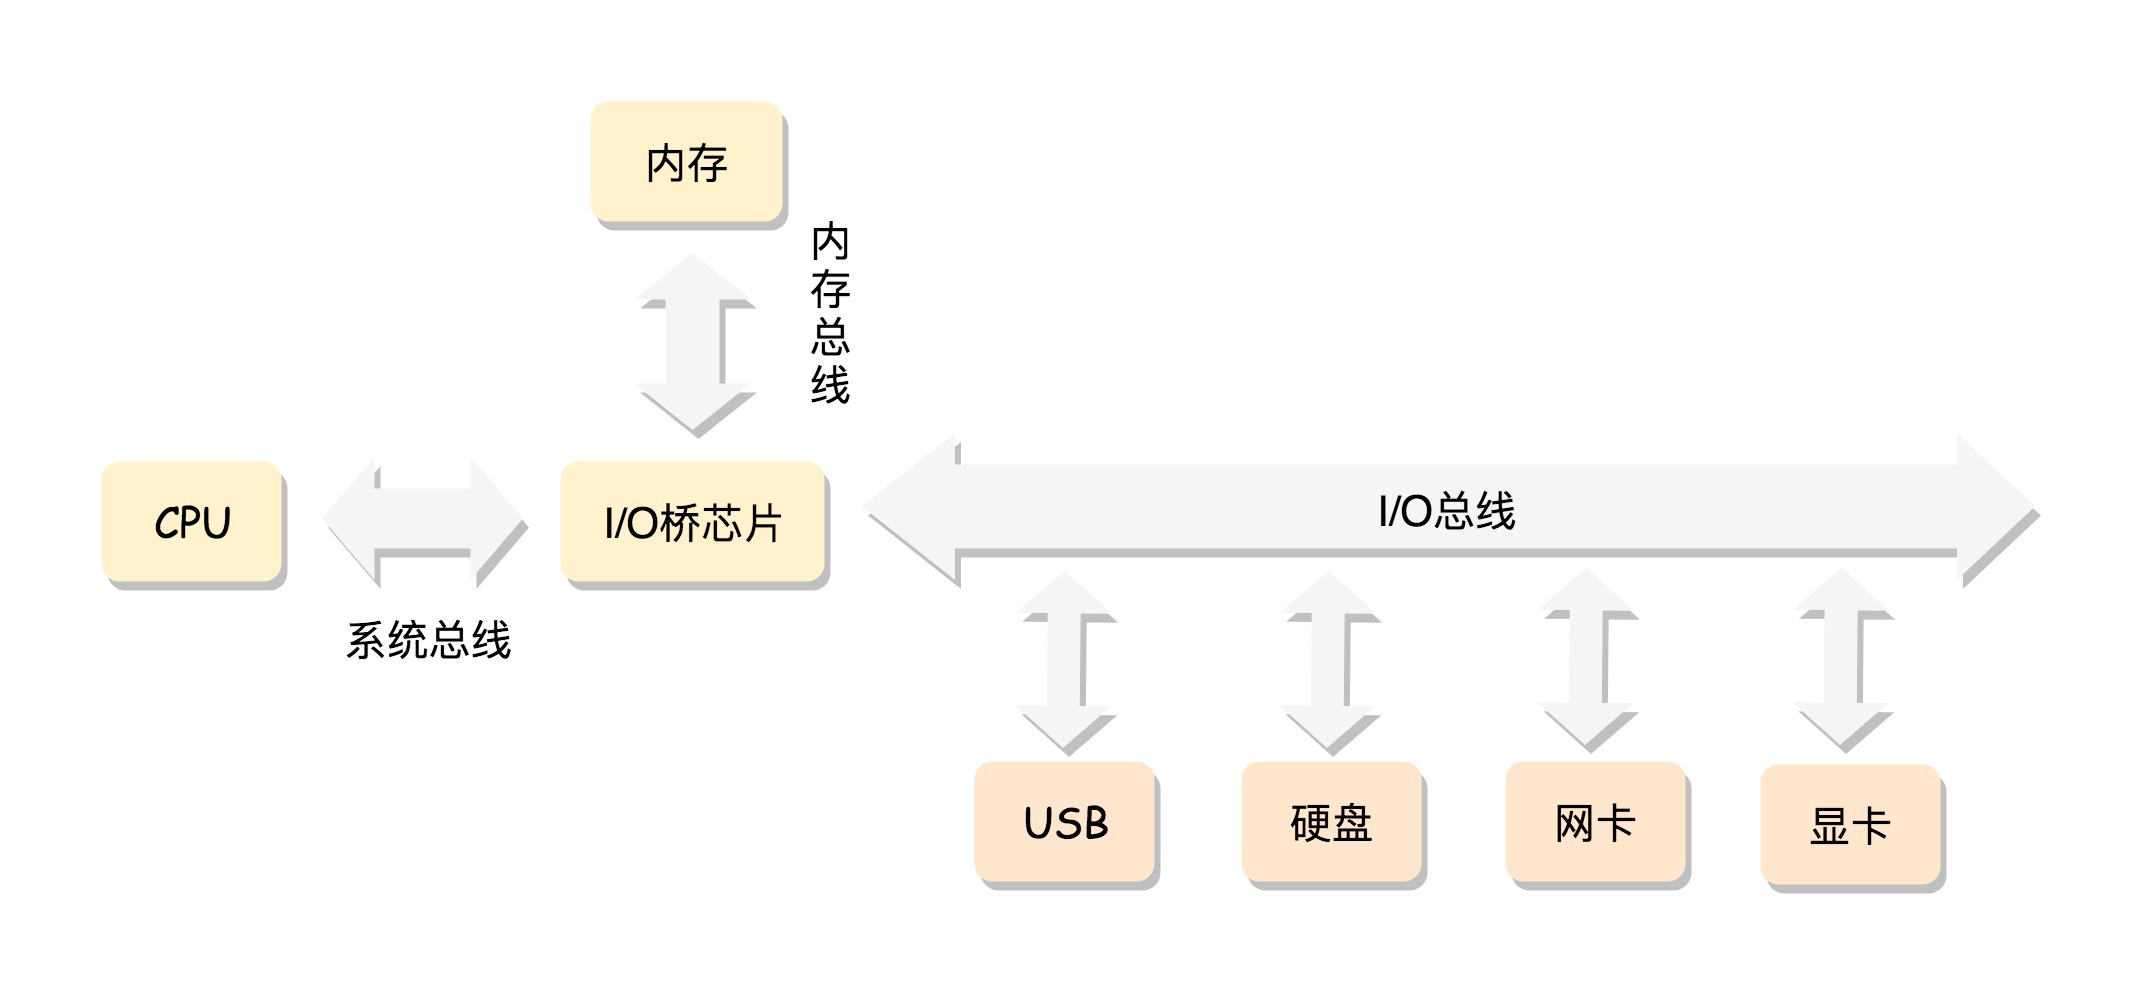 内存
内
存
总
线
CPU
I/O桥芯片
I/O总线
系统总线
USB
硬盘
网卡
显卡